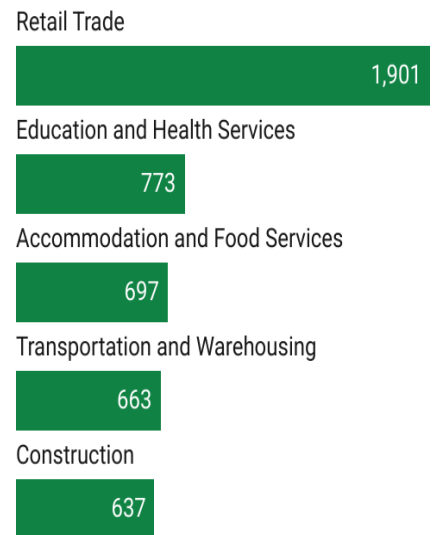 Retail Trade
1,901
Education and Health Services
773
Accommodation and Food Services
697
Transportation and Warehousing
663
Construction
637